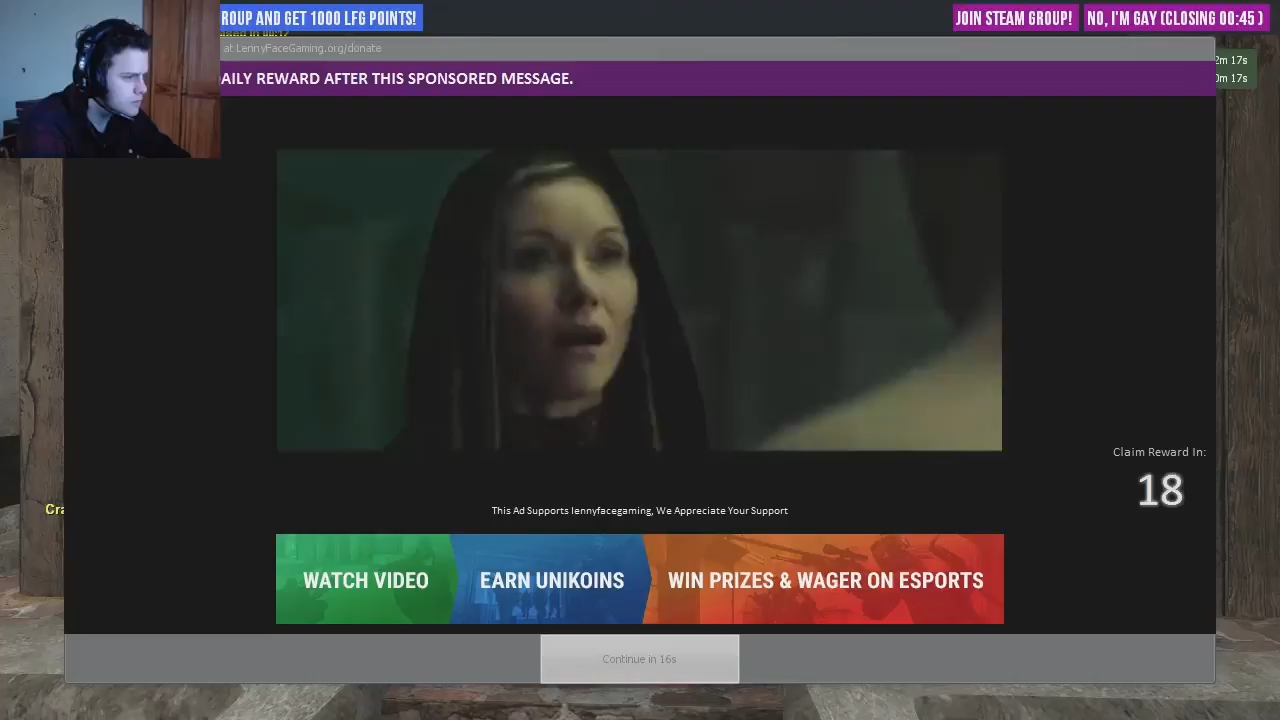 ROUP AND GET 1000 LFG POINTS!
JOIN STEAM GROUP!
NO, I'M GAY (CLOSING 00:45 )
at LennyFaceGaming.org/donate
2m 17s
0m 17s
AILY REWARD AFTER THIS SPONSORED MESSAGE.
Claim Reward In:
18
Cra
This Ad Supports lennyfacegaming, We Appreciate Your Support
WATCH VIDEO
EARN UNIKOINS
WIN PRIZES & WAGER ON ESPORTS
Continue in 16s